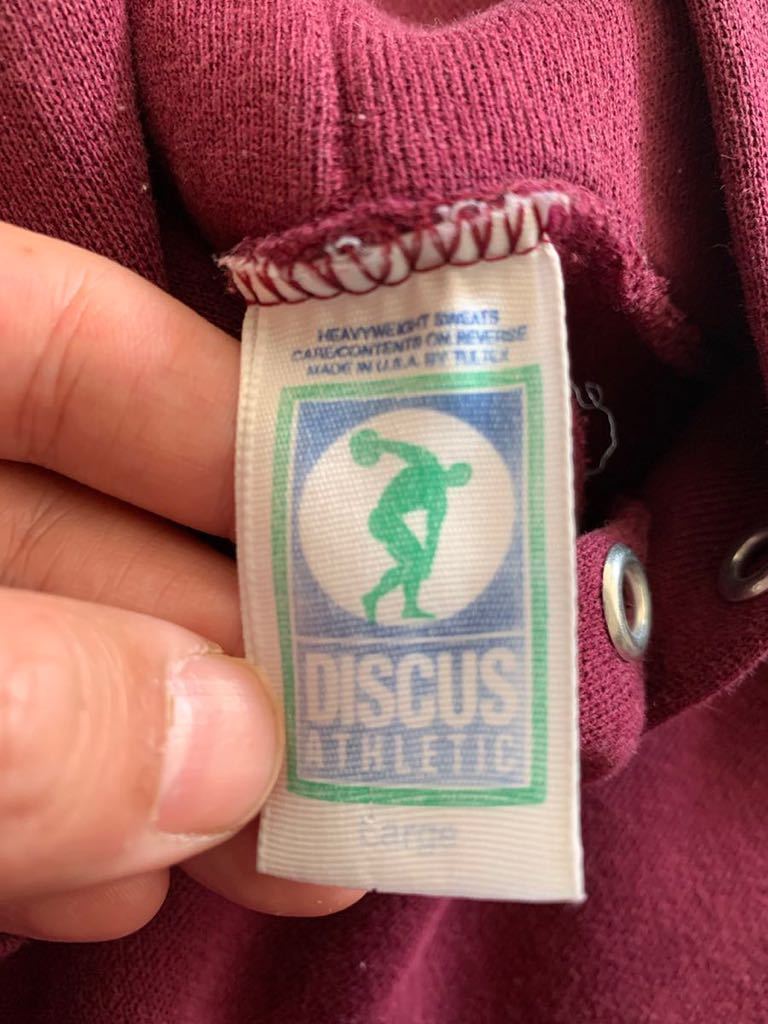 HEAVYWEIGHT SWEATS
CARE/CONTENTS ON REVERSE
MADE IN U.S.A. BY TULTEX
DISCUS
ATHLETIC
Large